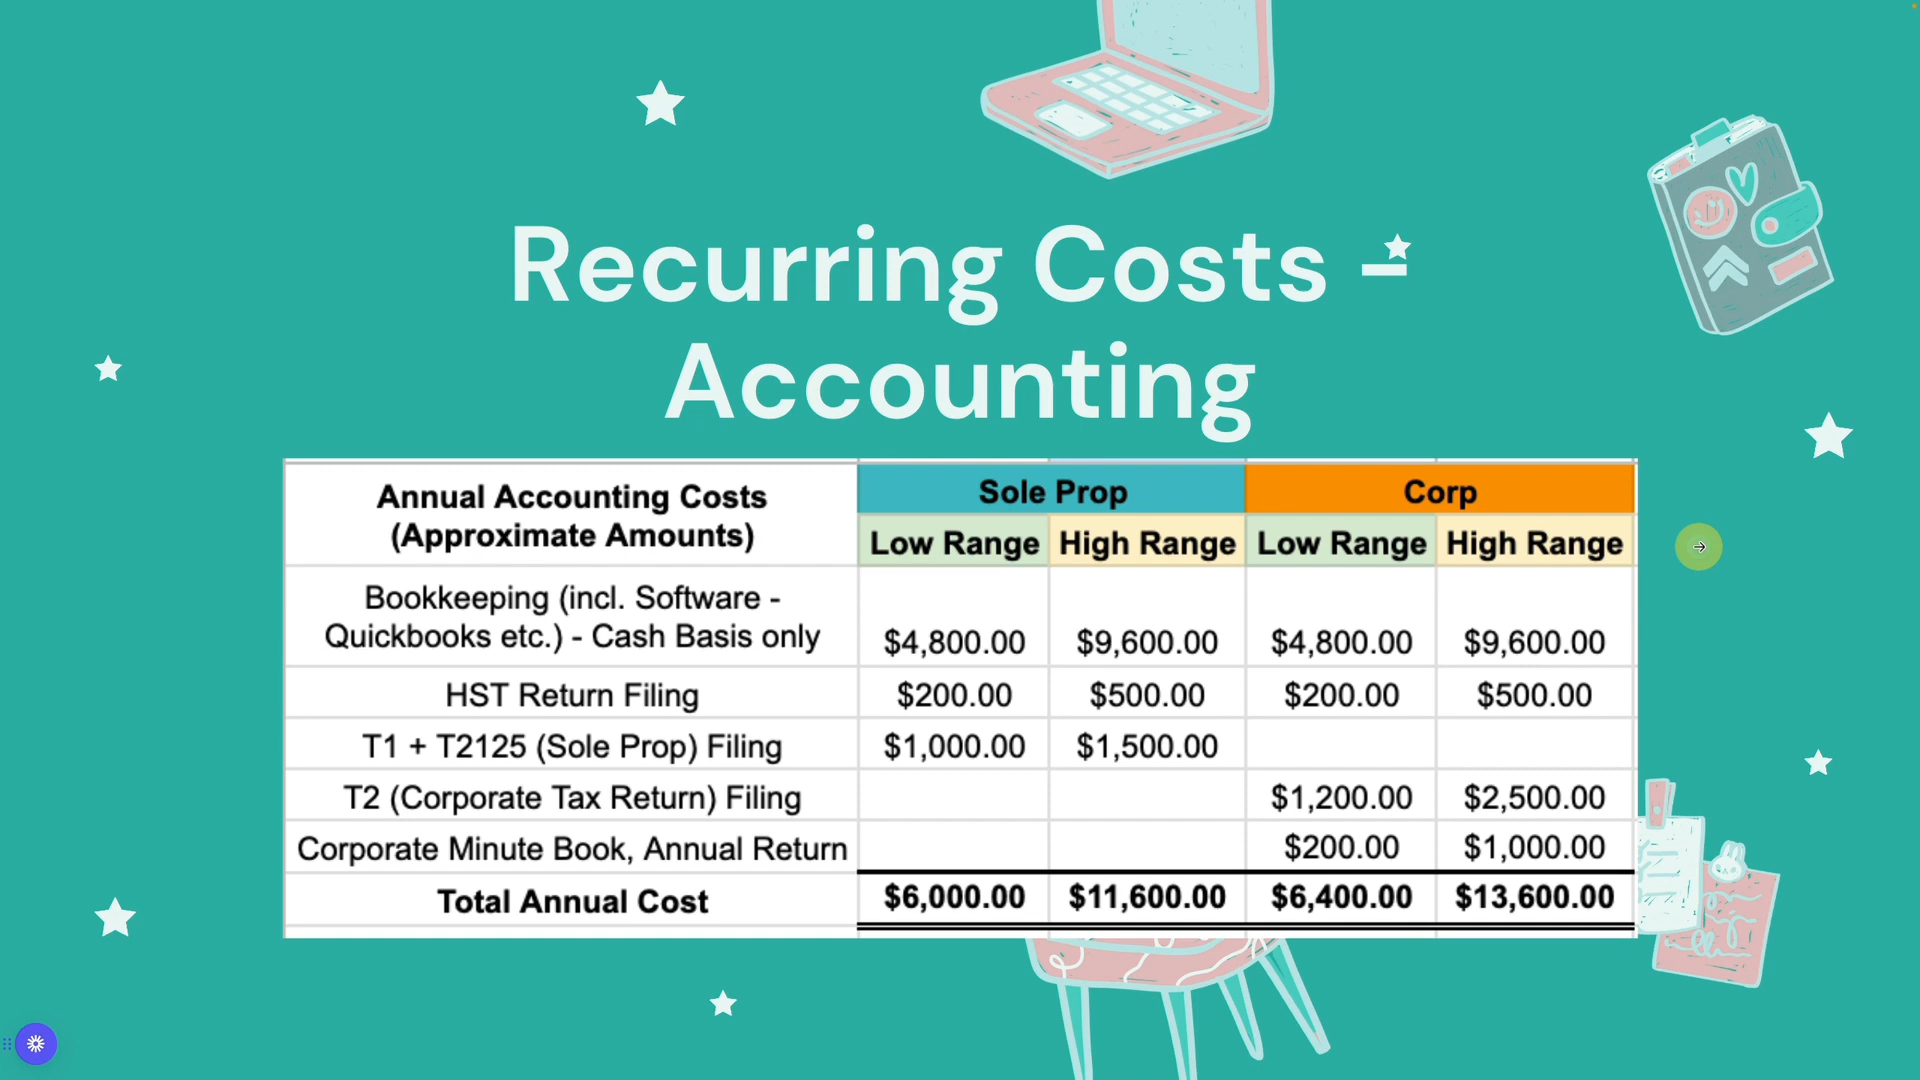 Recurring Costs -
Accounting
Annual Accounting Costs
(Approximate Amounts)
Sole Prop
Corp
Low Range
High Range
Low Range
High Range
Bookkeeping (incl. Software -
Quickbooks etc.) - Cash Basis only
$4,800.00
$9,600.00
$4,800.00
$9,600.00
HST Return Filing
$200.00
$500.00
$200.00
$500.00
T1 + T2125 (Sole Prop) Filing
$1,000.00
$1,500.00
T2 (Corporate Tax Return) Filing
$1,200.00
$2,500.00
Corporate Minute Book, Annual Return
$200.00
$1,000.00
Total Annual Cost
$6,000.00
$11,600.00
$6,400.00
$13,600.00